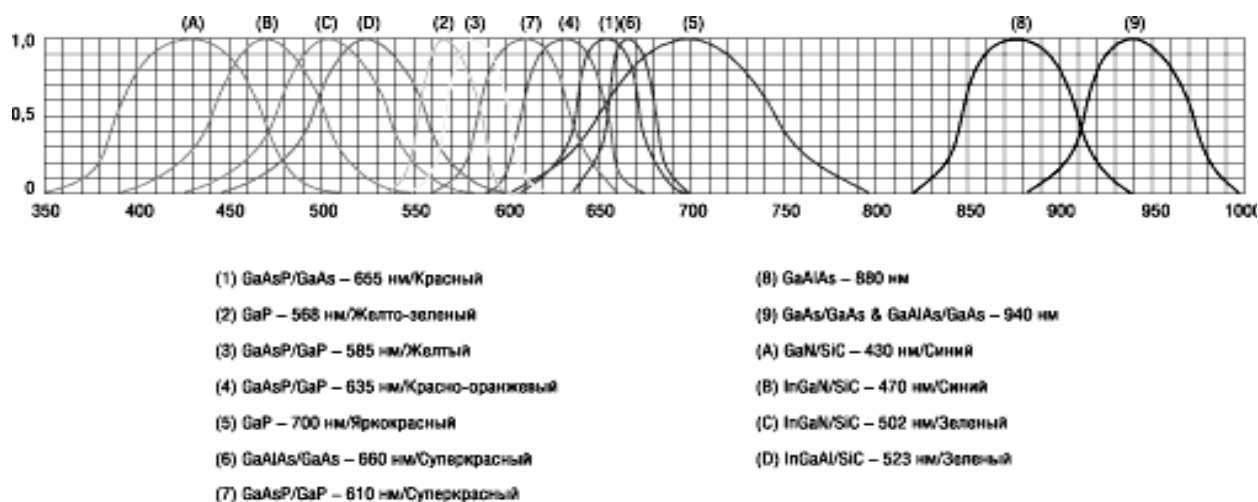 (A) (B) (C) (D) (2) (3) (7) (4) (1) (6) (5) (8) (9)
1,0
0,5
0
350 400 450 500 550 600 650 700 750 800 850 900 950 1000
(1) GaAsP/GaAs – 655 нм/Красный
(2) GaP – 568 нм/Желто-зеленый
(3) GaAsP/GaP – 585 нм/Желтый
(4) GaAsP/GaP – 635 нм/Красно-оранжевый
(5) GaP – 700 нм/Яркокрасный
(6) GaAlAs/GaAs – 660 нм/Суперкрасный
(7) GaAsP/GaP – 610 нм/Суперкрасный
(8) GaAlAs – 880 нм
(9) GaAs/GaAs & GaAlAs/GaAs – 940 нм
(A) GaN/SiC – 430 нм/Синий
(B) InGaN/SiC – 470 нм/Синий
(C) InGaN/SiC – 502 нм/Зеленый
(D) InGaAl/SiC – 523 нм/Зеленый